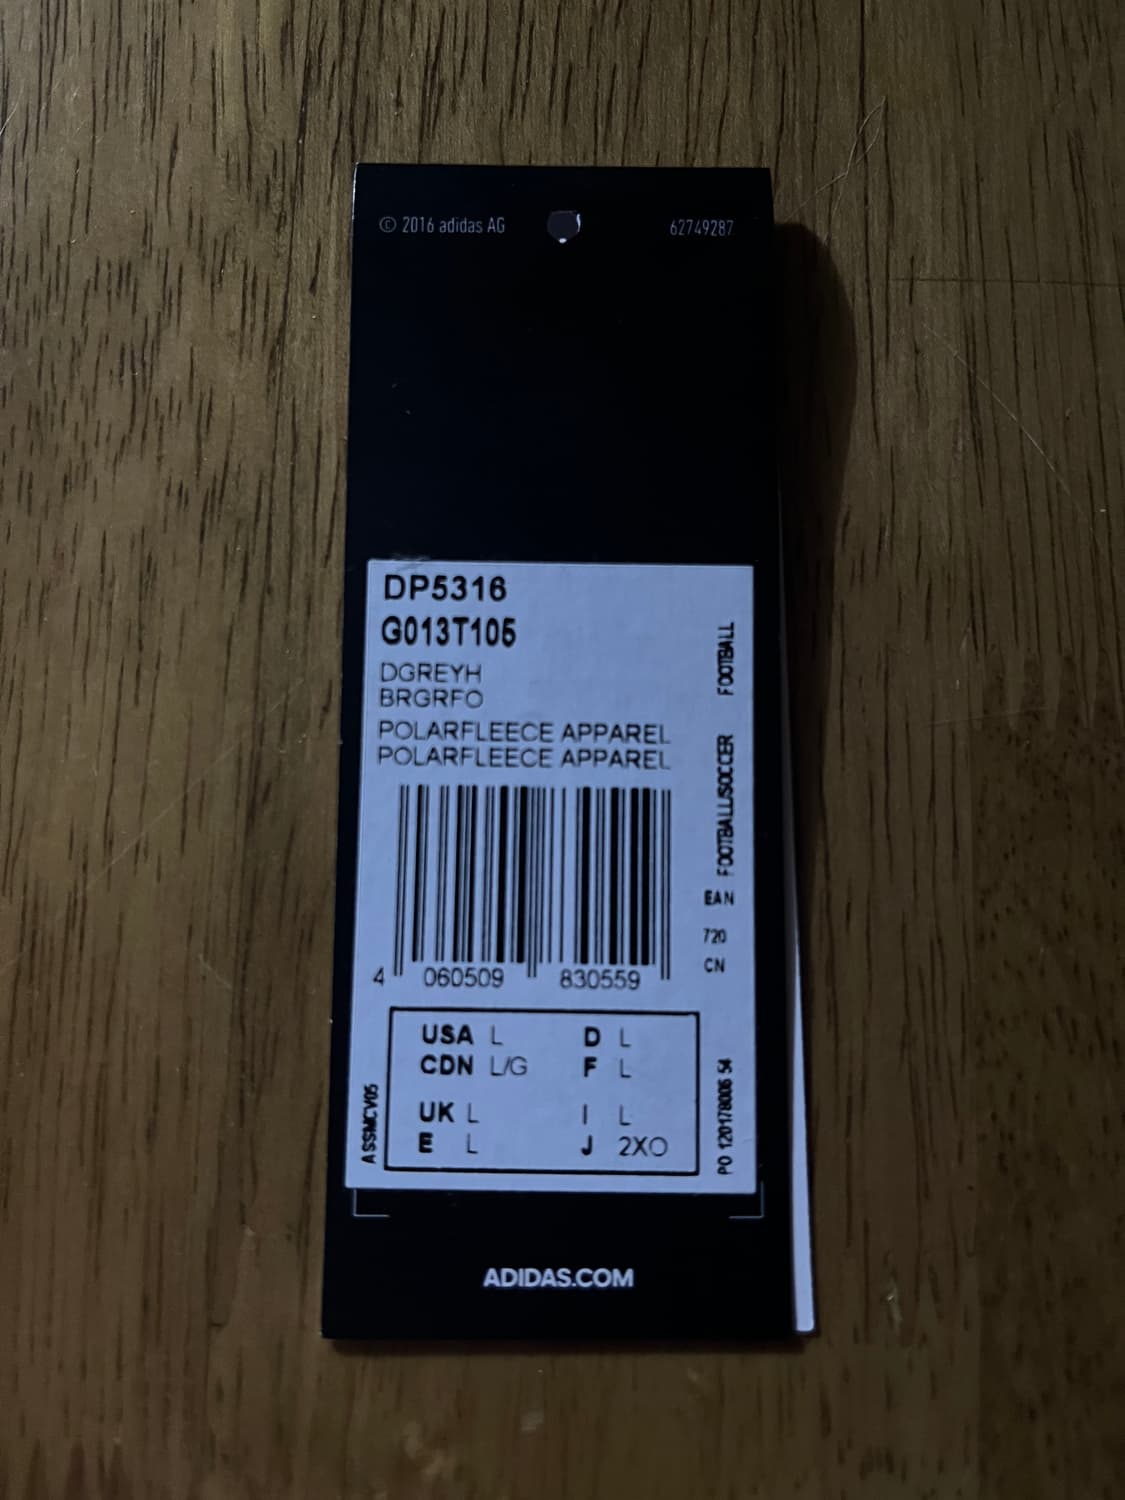 © 2016 adidas AG
62749287
DP5316
G013T105
DGREYH
BRGRFO
POLARFLEECE APPAREL
POLARFLEECE APPAREL
FOOTBALL/SOCCER FOOTBALL
EAN
720
CN
4 060509 830559
USA L D L
CDN L/G F L
UK L I L
E L J 2XO
ASSMCV05
PO 120178006 54
ADIDAS.COM